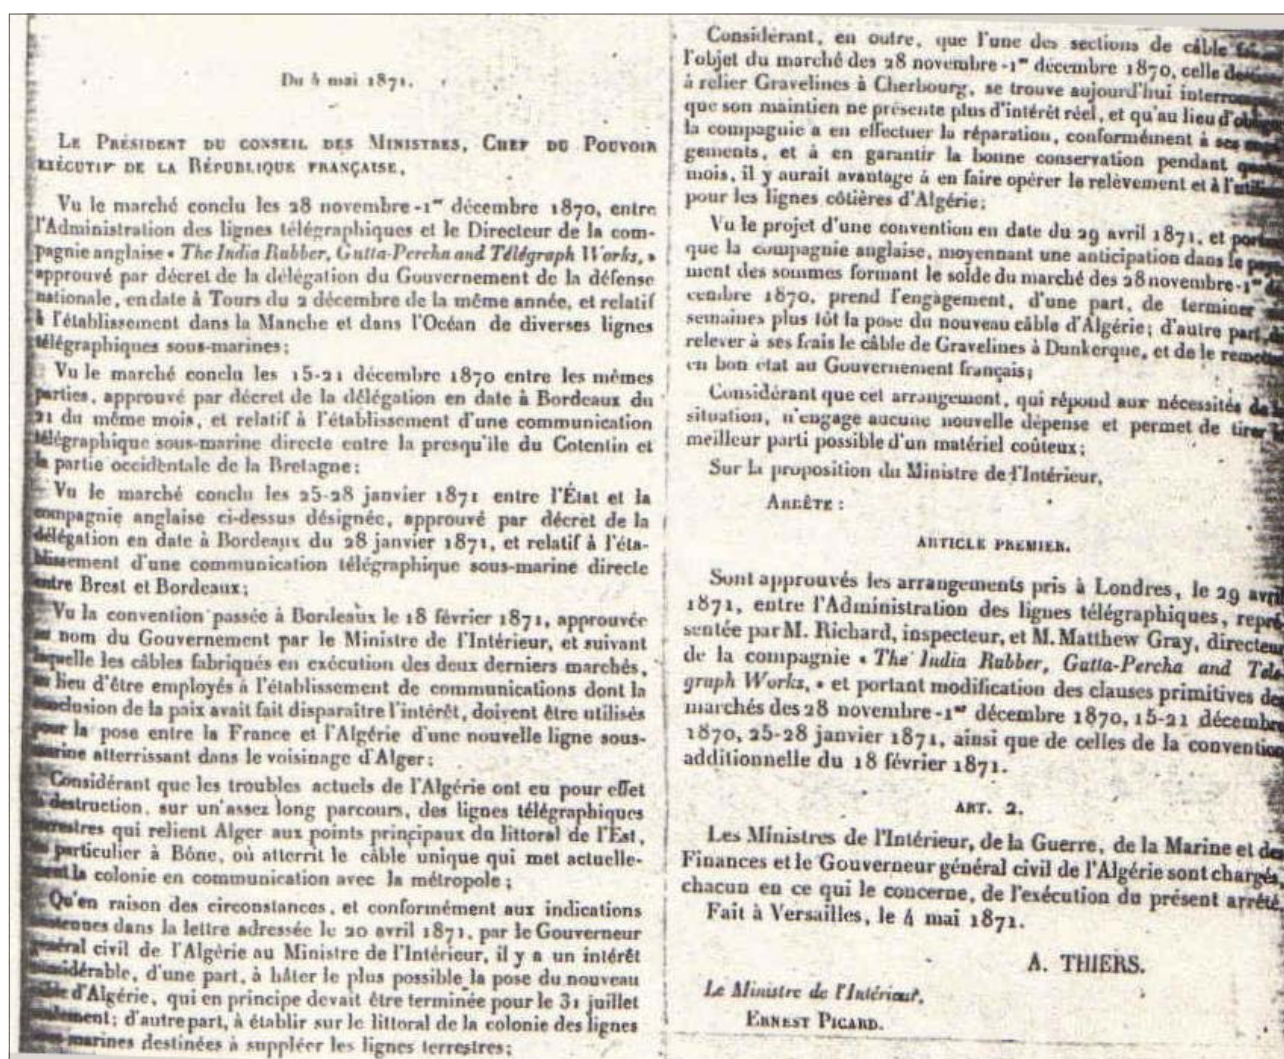 Du 4 mai 1871.
LE PRÉSIDENT DU CONSEIL DES MINISTRES, CHEF DU POUVOIR
EXÉCUTIF DE LA RÉPUBLIQUE FRANÇAISE,
Vu le marché conclu les 28 novembre-1er décembre 1870, entre
l'Administration des lignes télégraphiques et le Directeur de la com-
pagnie anglaise « The India Rubber, Gutta-Percha and Télégraph Works, »
approuvé par décret de la délégation du Gouvernement de la défense
nationale, en date à Tours du 2 décembre de la même année, et relatif
à l'établissement dans la Manche et dans l'Océan de diverses lignes
télégraphiques sous-marines;
Vu le marché conclu les 15-21 décembre 1870 entre les mêmes
parties, approuvé par décret de la délégation en date à Bordeaux du
21 du même mois, et relatif à l'établissement d'une communication
télégraphique sous-marine directe entre la presqu'île du Cotentin et
la partie occidentale de la Bretagne;
Vu le marché conclu les 25-28 janvier 1871 entre l'État et la
compagnie anglaise ci-dessus désignée, approuvé par décret de la
délégation en date à Bordeaux du 28 janvier 1871, et relatif à l'éta-
blissement d'une communication télégraphique sous-marine directe
entre Brest et Bordeaux;
Vu la convention passée à Bordeaux le 18 février 1871, approuvée
au nom du Gouvernement par le Ministre de l'Intérieur, et suivant
laquelle les câbles fabriqués en exécution des deux derniers marchés,
au lieu d'être employés à l'établissement de communications dont la
conclusion de la paix avait fait disparaître l'intérêt, doivent être utilisés
pour la pose entre la France et l'Algérie d'une nouvelle ligne sous-
marine atterrissant dans le voisinage d'Alger;
Considérant que les troubles actuels de l'Algérie ont eu pour effet
la destruction, sur un assez long parcours, des lignes télégraphiques
terrestres qui relient Alger aux points principaux du littoral de l'Est,
en particulier à Bône, où atterrit le câble unique qui met actuelle-
ment la colonie en communication avec la métropole;
Qu'en raison des circonstances, et conformément aux indications
contenues dans la lettre adressée le 20 avril 1871, par le Gouverneur
général civil de l'Algérie au Ministre de l'Intérieur, il y a un intérêt
considérable, d'une part, à hâter le plus possible la pose du nouveau
câble d'Algérie, qui en principe devait être terminée pour le 31 juillet
seulement; d'autre part, à établir sur le littoral de la colonie des lignes
sous-marines destinées à suppléer les lignes terrestres;
Considérant, en outre, que l'une des sections de câble
l'objet du marché des 28 novembre-1er décembre 1870, celle
à relier Gravelines à Cherbourg, se trouve aujourd'hui
que son maintien ne présente plus d'intérêt réel, et qu'au lieu
la compagnie a en effectuer la réparation, conformément à ses
gements, et à en garantir la bonne conservation pendant
mois, il y aurait avantage à en faire opérer le relèvement et à
pour les lignes côtières d'Algérie;
Vu le projet d'une convention en date du 29 avril 1871, et
que la compagnie anglaise, moyennant une anticipation dans le
ment des sommes formant le solde du marché des 28 novembre-1er dé-
cembre 1870, prend l'engagement, d'une part, de terminer
semaines plus tôt la pose du nouveau câble d'Algérie; d'autre part, de
relever à ses frais le câble de Gravelines à Dunkerque, et de le remettre
en bon état au Gouvernement français;
Considérant que cet arrangement, qui répond aux nécessités de la
situation, n'engage aucune nouvelle dépense et permet de tirer le
meilleur parti possible d'un matériel coûteux;
Sur la proposition du Ministre de l'Intérieur,
ARRÊTE :
ARTICLE PREMIER.
Sont approuvés les arrangements pris à Londres, le 29 avril
1871, entre l'Administration des lignes télégraphiques, repré-
sentée par M. Richard, inspecteur, et M. Matthew Gray, directeur
de la compagnie « The India Rubber, Gutta-Percha and Tele-
graph Works, » et portant modification des clauses primitives des
marchés des 28 novembre-1er décembre 1870, 15-21 décembre
1870, 25-28 janvier 1871, ainsi que de celles de la convention
additionnelle du 18 février 1871.
ART. 2.
Les Ministres de l'Intérieur, de la Guerre, de la Marine et des
Finances et le Gouverneur général civil de l'Algérie sont chargés,
chacun en ce qui le concerne, de l'exécution du présent arrêté.
Fait à Versailles, le 4 mai 1871.
A. THIERS.
Le Ministre de l'Intérieur,
ERNEST PICARD.